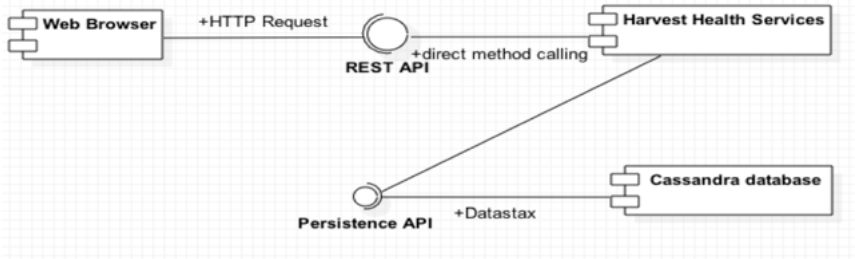 Web Browser
+HTTP Request
Harvest Health Services
+direct method calling
REST API
Cassandra database
+Datastax
Persistence API